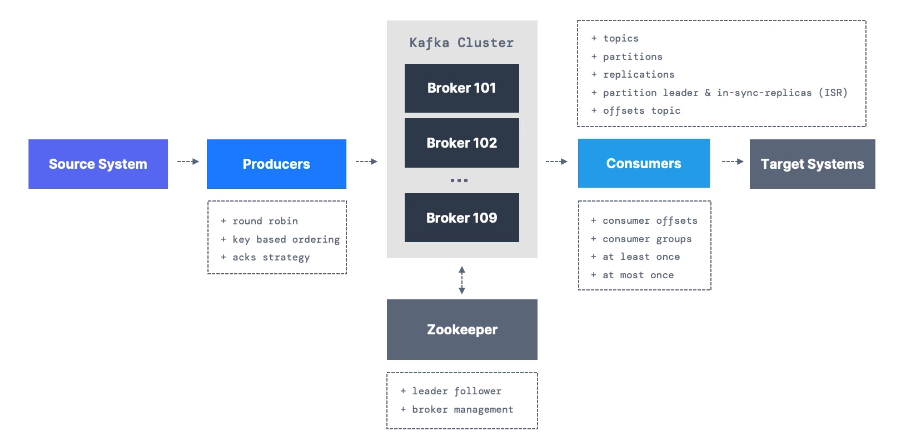 Kafka Cluster
Broker 101
Broker 102
...
Broker 109
+ topics
+ partitions
+ replications
+ partition leader & in-sync-replicas (ISR)
+ offsets topic
Source System
Producers
Consumers
Target Systems
+ round robin
+ key based ordering
+ acks strategy
+ consumer offsets
+ consumer groups
+ at least once
+ at most once
Zookeeper
+ leader follower
+ broker management